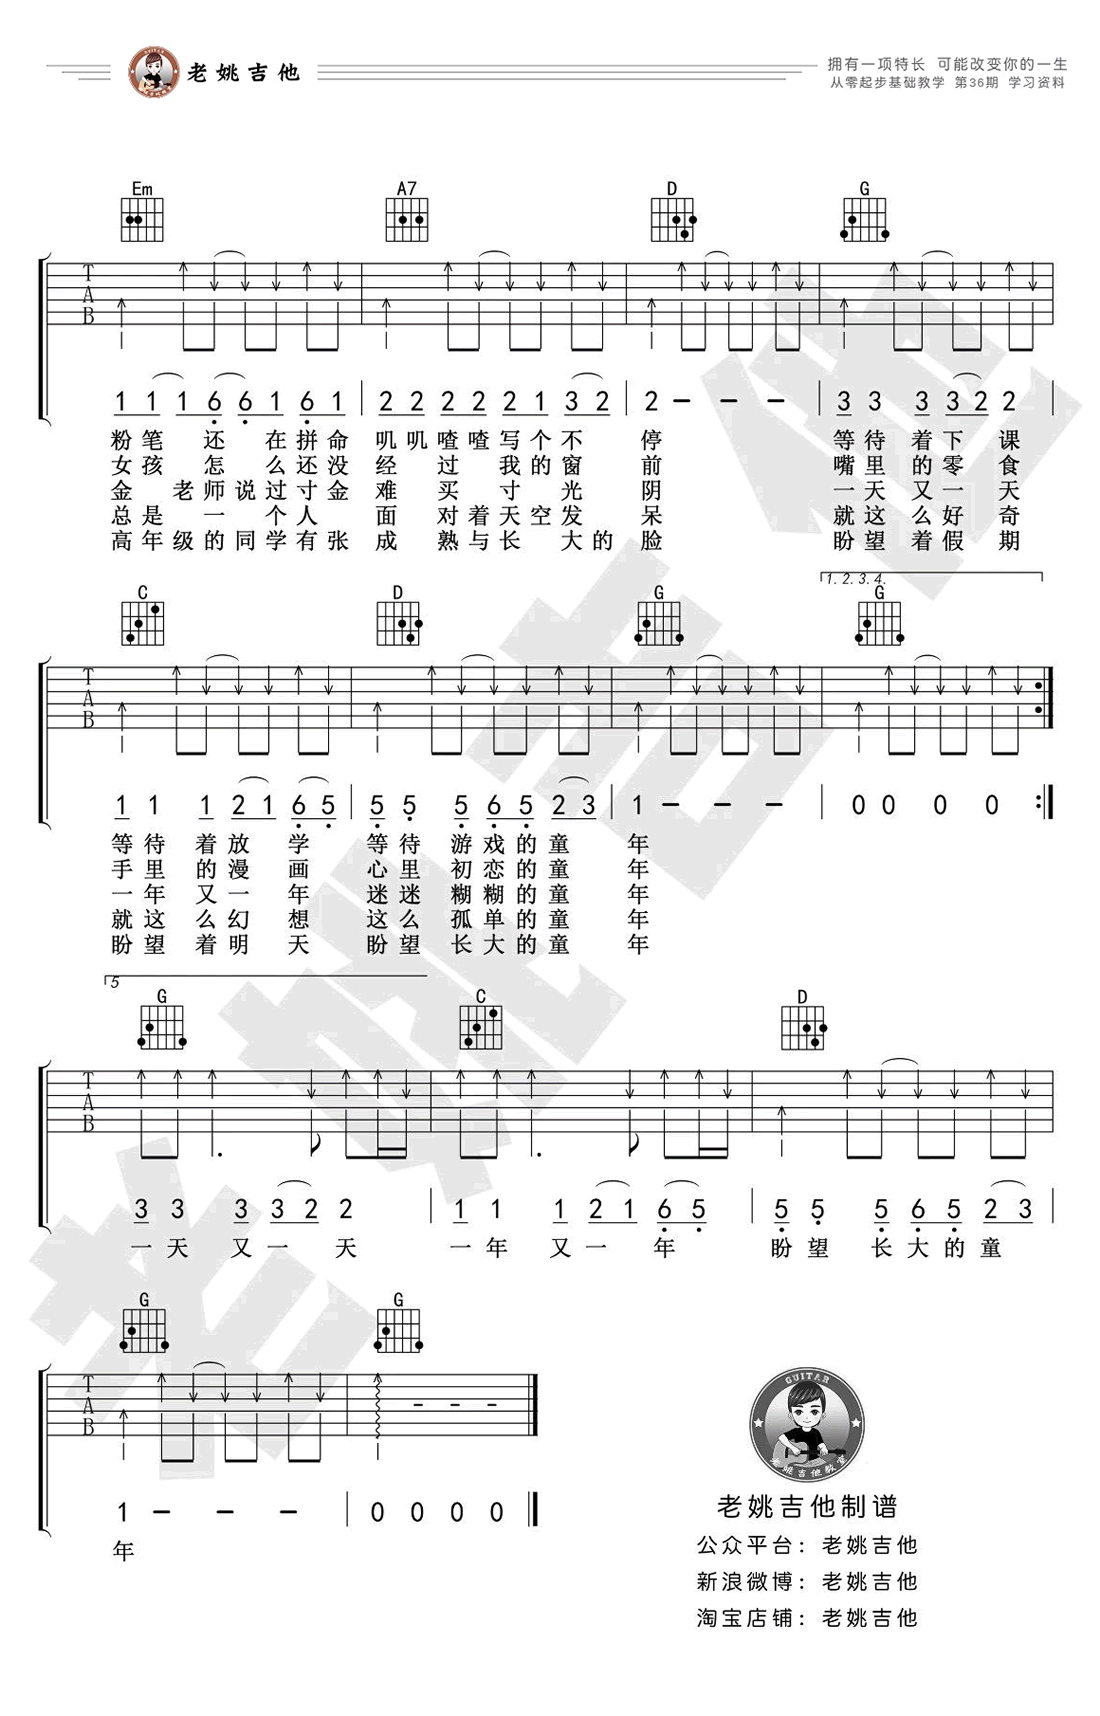 老姚吉他
拥有一项特长 可能改变你的一生
从零起步基础教学 第36期 学习资料
Em A7 D G
T
A
B
1 1 1 6 6 1 6 1 2 2 2 2 2 1 3 2 2 - - - 3 3 3 3 2 2
粉笔 还 在拼命 叽叽喳喳写个不 停 等待 着下 课
女孩 怎 么还没 经 过 我的窗 前 嘴里 的零 食
金 老师说过寸金 难 买 寸 光 阴 一天 又一 天
总是 一 个人 面 对着天空发 呆 就这 么好 奇
高年级的同学有张 成 熟与长 大的 脸 盼望 着假 期
1.2.3.4.
C D G G
T
A
B
1 1 1 2 1 6 5 5 5 5 6 5 2 3 1 - - - 0 0 0 0
等待 着放 学 等待 游戏的童 年
手里 的漫 画 心里 初恋的童 年
一年 又一 年 迷迷 糊糊的童 年
就这 么幻 想 这么 孤单的童 年
盼望 着明 天 盼望 长大的童 年
5
G C D
T
A
B
3 3 3 3 2 2 1 1 1 2 1 6 5 5 5 5 6 5 2 3
一天 又一 天 一年 又一 年 盼望 长大的童
G G
T
A
B
1 - - - 0 0 0 0
年
GUITAR
老姚吉他教室
老姚吉他制谱
公众平台：老姚吉他
新浪微博：老姚吉他
淘宝店铺：老姚吉他
老姚吉他